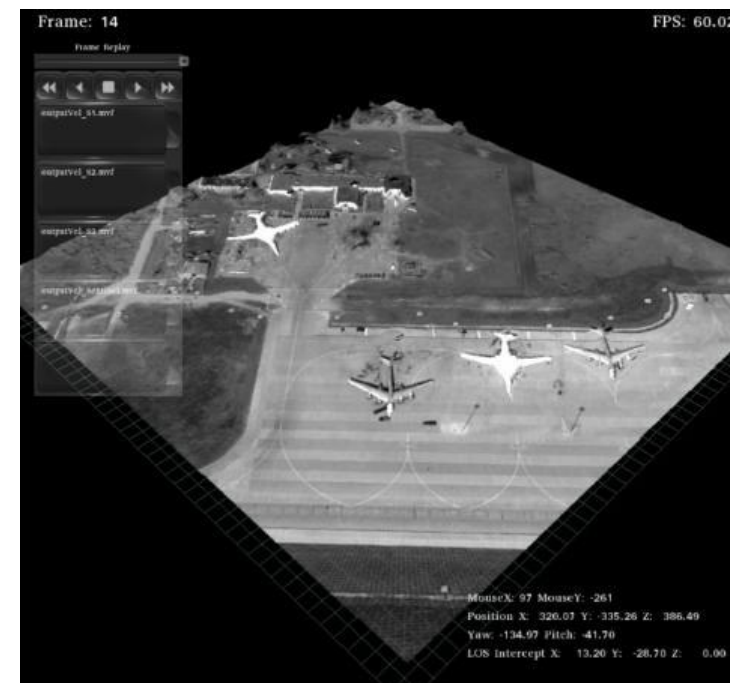 Frame: 14
FPS: 60.02
Frame Replay
outputVel_S1.mvf
outputVel_S2.mvf
MouseX: 97 MouseY: -261
Position X: 320.07 Y: -335.26 Z: 386.49
Yaw: -134.97 Pitch: -41.70
LOS Intercept X: 13.20 Y: -28.70 Z: 0.00